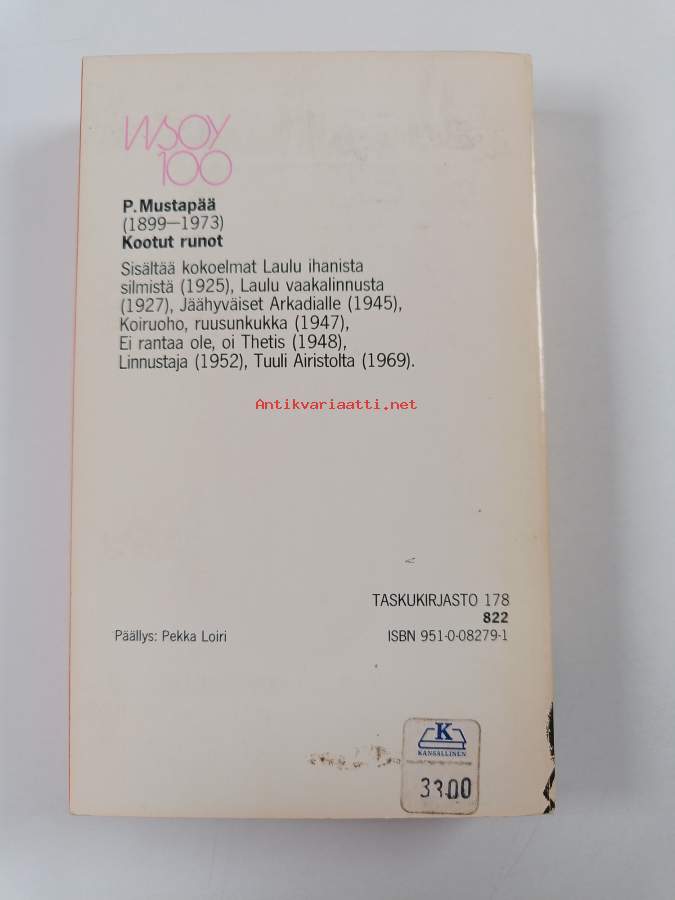 WSOY
100
P. Mustapää
(1899—1973)
Kootut runot
Sisältää kokoelmat Laulu ihanista
silmistä (1925), Laulu vaakalinnusta
(1927), Jäähyväiset Arkadialle (1945),
Koiruoho, ruusunkukka (1947),
Ei rantaa ole, oi Thetis (1948),
Linnustaja (1952), Tuuli Airistolta (1969).
Antikvariaatti.net
TASKUKIRJASTO 178
822
Päällys: Pekka Loiri
ISBN 951-0-08279-1
K
KANSALLINEN
33.00